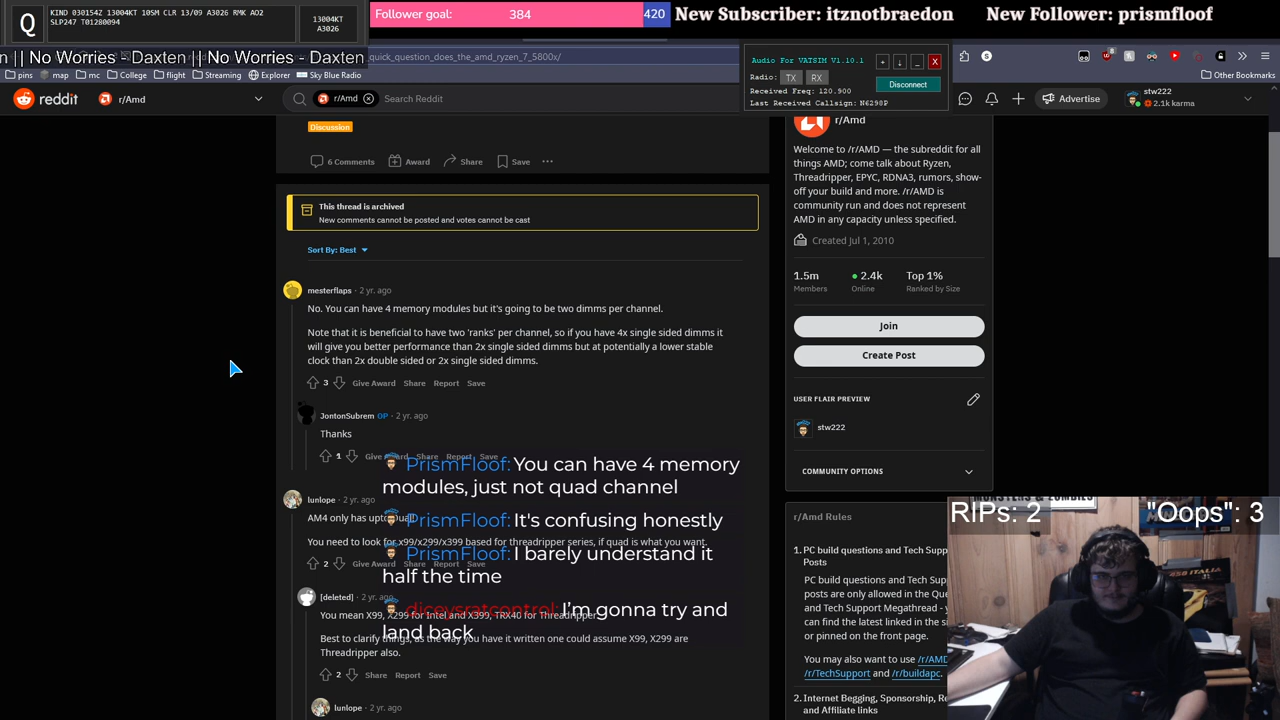 Q
KIND 030154Z 13004KT 10SM CLR 13/09 A3026 RMK AO2
SLP247 T01280094
13004KT
A3026
Follower goal:
384
420
New Subscriber: itznotbraedon
New Follower: prismfloof
|| No Worries - Daxten || No Worries - Daxten
quick_question_does_the_amd_ryzen_7_5800x/
Audio For VATSIM V1.10.1
+
_
X
Radio:
TX
RX
Received Freq: 120.900
Last Received Callsign: N6298P
Disconnect
pins
map
mc
College
flight
Streaming
Explorer
Sky Blue Radio
Other Bookmarks
reddit
r/Amd
r/Amd
Search Reddit
Advertise
stw222
2.1k karma
Discussion
6 Comments
Award
Share
Save
This thread is archived
New comments cannot be posted and votes cannot be cast
Sort By: Best
mesterflaps · 2 yr. ago
No. You can have 4 memory modules but it's going to be two dimms per channel.
Note that it is beneficial to have two 'ranks' per channel, so if you have 4x single sided dimms it
will give you better performance than 2x single sided dimms but at potentially a lower stable
clock than 2x double sided or 2x single sided dimms.
3
Give Award
Share
Report
Save
JontonSubrem OP · 2 yr. ago
Thanks
1
Give Award
Share
Report
Save
lunlope · 2 yr. ago
AM4 only has upto dual.
You need to look for x99/x299/x399 based for threadripper series, if quad is what you want.
2
Give Award
Share
Report
Save
[deleted] · 2 yr. ago
You mean X99, X299 for Intel and X399, TRX40 for Threadripper.
Best to clarify things, as the way you have it written one could assume X99, X299 are
Threadripper also.
2
Share
Report
Save
lunlope · 2 yr. ago
PrismFloof: You can have 4 memory
modules, just not quad channel
PrismFloof: It's confusing honestly
PrismFloof: I barely understand it
half the time
diceysratcontrol: I'm gonna try and
land back
r/Amd
Welcome to /r/AMD — the subreddit for all
things AMD; come talk about Ryzen,
Threadripper, EPYC, RDNA3, rumors, show-
off your build and more. /r/AMD is
community run and does not represent
AMD in any capacity unless specified.
Created Jul 1, 2010
1.5m
Members
2.4k
Online
Top 1%
Ranked by Size
Join
Create Post
USER FLAIR PREVIEW
stw222
COMMUNITY OPTIONS
r/Amd Rules
1. PC build questions and Tech Supp
Posts
PC build questions and Tech Sup
posts are only allowed in the Que
and Tech Support Megathread - y
can find the latest linked in the si
or pinned on the front page.
You may also want to use /r/AMD
/r/TechSupport and /r/buildapc.
2. Internet Begging, Sponsorship, Re
and Affiliate links
RIPs: 2
"Oops": 3